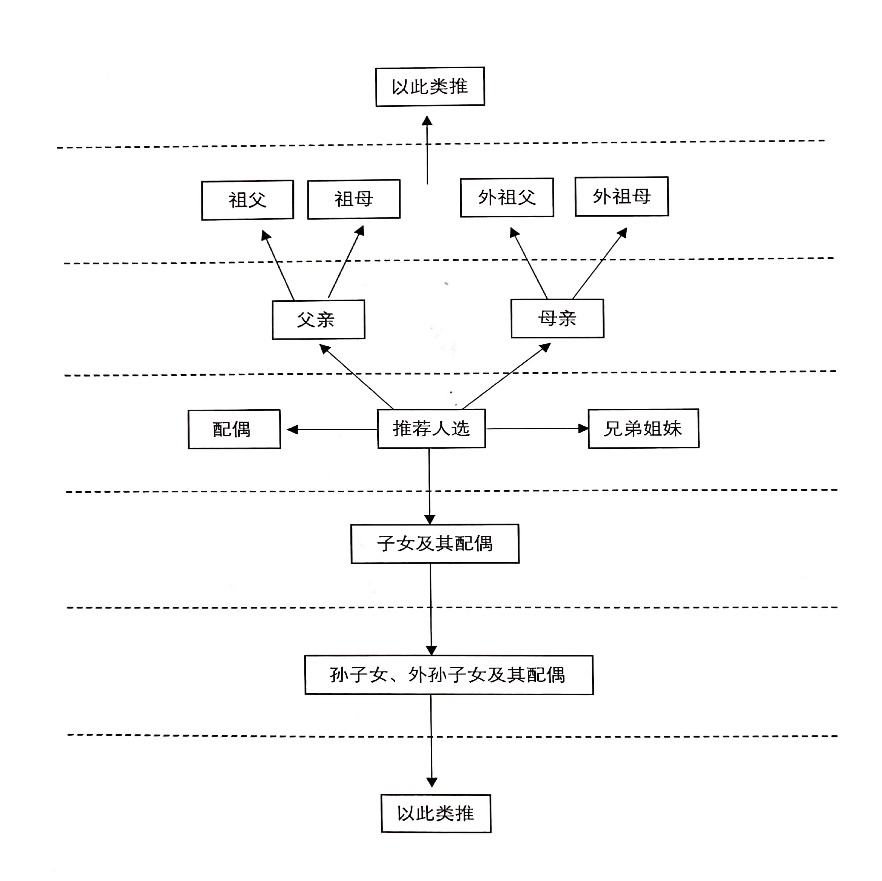 以此类推
祖父
祖母
外祖父
外祖母
父亲
母亲
配偶
推荐人选
兄弟姐妹
子女及其配偶
孙子女、外孙子女及其配偶
以此类推